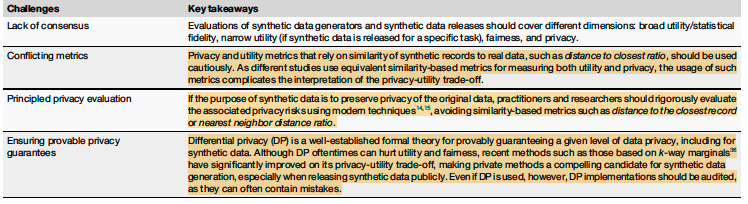 Challenges Key takeaways
Lack of consensus Evaluations of synthetic data generators and synthetic data releases should cover different dimensions: broad utility/statistical
fidelity, narrow utility (if synthetic data is released for a specific task), fairness, and privacy.
Conflicting metrics Privacy and utility metrics that rely on similarity of synthetic records to real data, such as distance to closest ratio, should be used
cautiously. As different studies use equivalent similarity-based metrics for measuring both utility and privacy, the usage of such
metrics complicates the interpretation of the privacy-utility trade-off.
Principled privacy evaluation If the purpose of synthetic data is to preserve privacy of the original data, practitioners and researchers should rigorously evaluate
the associated privacy risks using modern techniques14,15, avoiding similarity-based metrics such as distance to the closest record
or nearest neighbor distance ratio.
Ensuring provable privacy Differential privacy (DP) is a well-established formal theory for provably guaranteeing a given level of data privacy, including for
guarantees synthetic data. Although DP oftentimes can hurt utility and fairness, recent methods such as those based on k-way marginals36
have significantly improved on its privacy-utility trade-off, making private methods a compelling candidate for synthetic data
generation, especially when releasing synthetic data publicly. Even if DP is used, however, DP implementations should be audited,
as they can often contain mistakes.